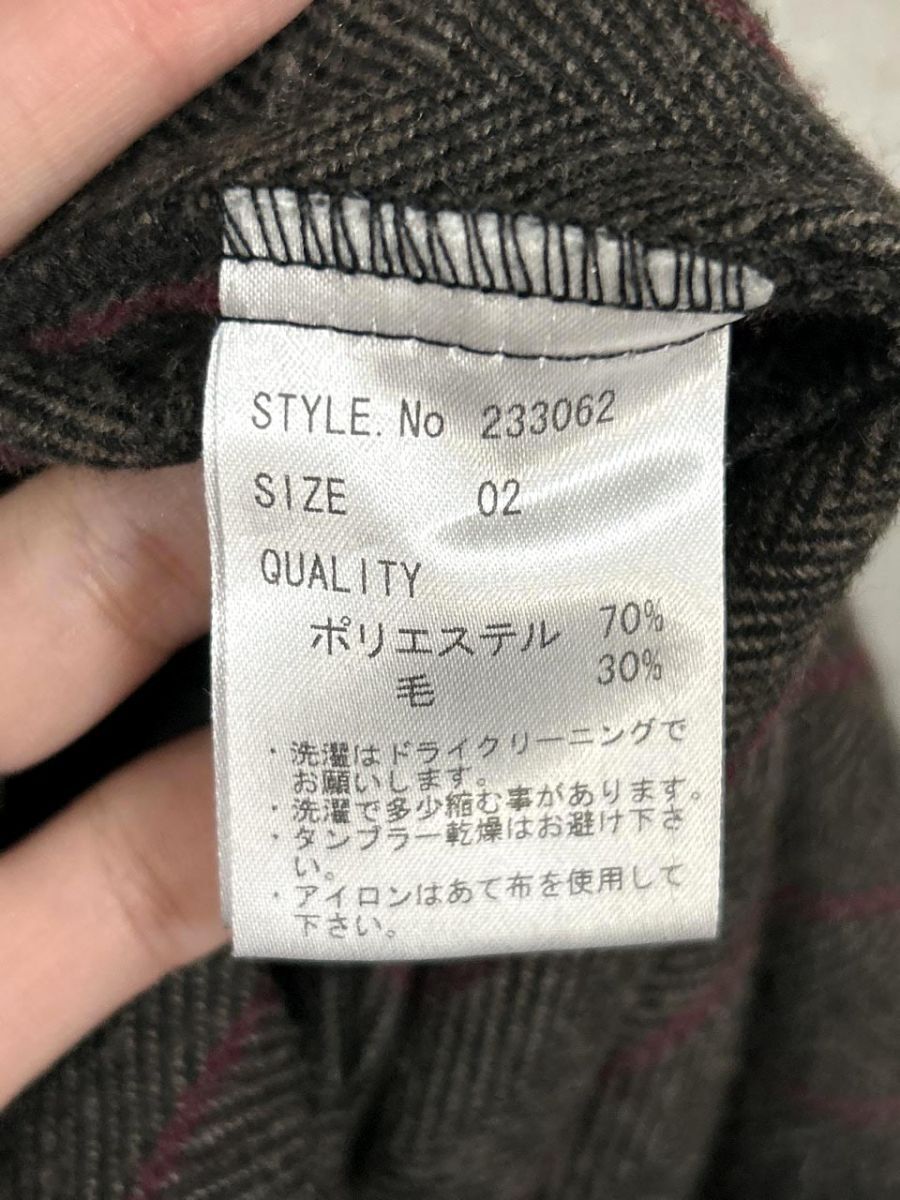 STYLE.No 233062
SIZE 02
QUALITY
ポリエステル 70%
毛 30%
・洗濯はドライクリーニングで
お願いします。
・洗濯で多少縮む事があります。
・タンブラー乾燥はお避け下さ
い。
・アイロンはあて布を使用して
下さい。